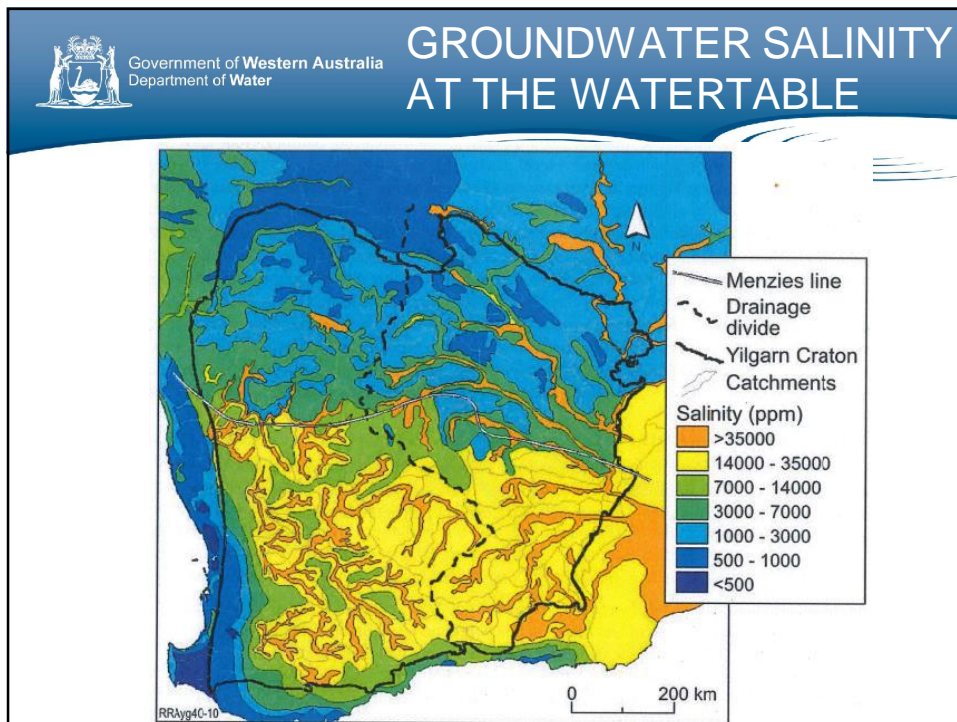 Government of Western Australia
Department of Water
GROUNDWATER SALINITY
AT THE WATERTABLE
N
Menzies line
Drainage
divide
Yilgarn Craton
Catchments
Salinity (ppm)
>35000
14000 - 35000
7000 - 14000
3000 - 7000
1000 - 3000
500 - 1000
<500
0 200 km
RRAyg40-10